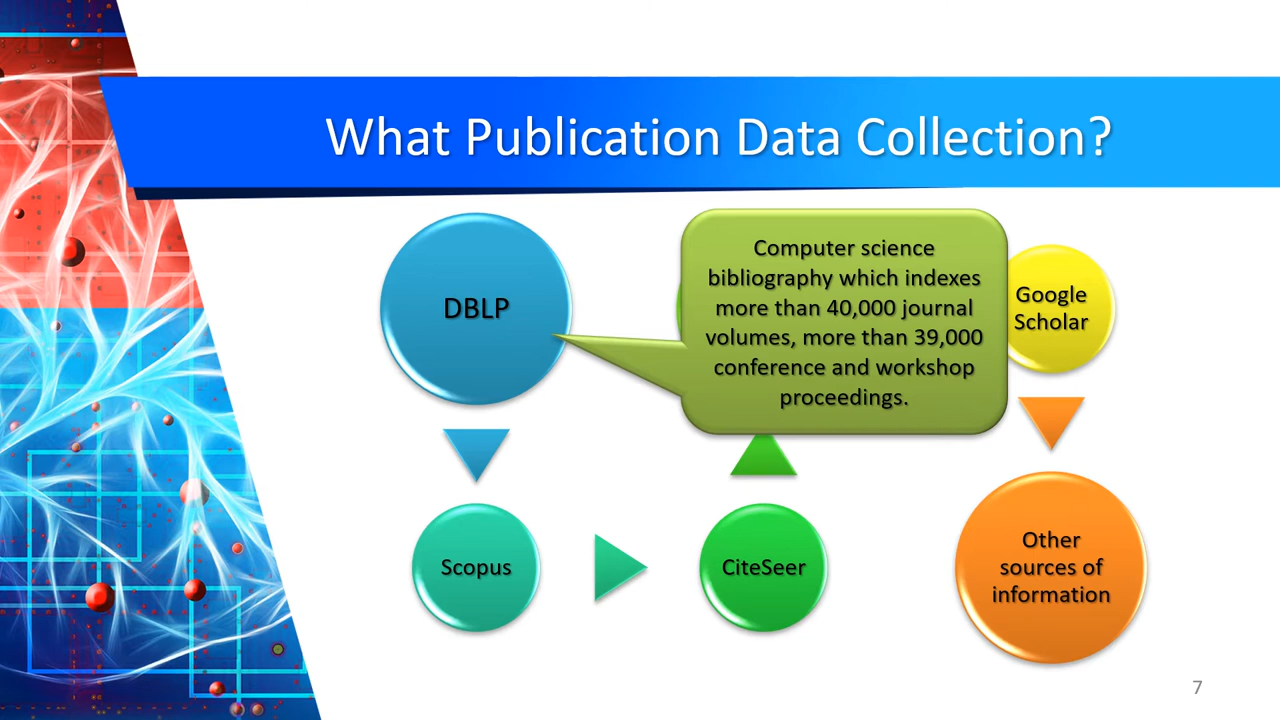 What Publication Data Collection?
DBLP
Computer science
bibliography which indexes
more than 40,000 journal
volumes, more than 39,000
conference and workshop
proceedings.
Google
Scholar
Scopus
CiteSeer
Other
sources of
information
7